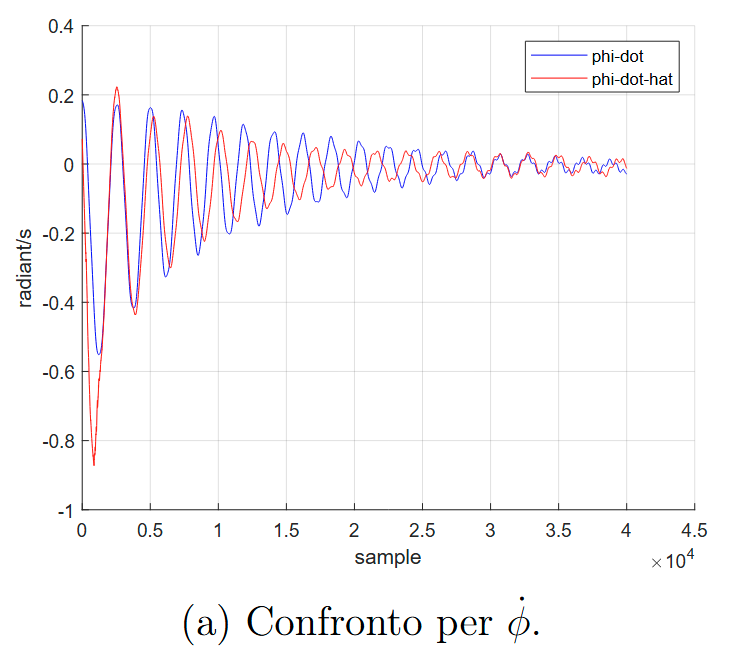 0.4
phi-dot
phi-dot-hat
0.2
0
-0.2
-0.4
-0.6
-0.8
-1
radiant/s
0 0.5 1 1.5 2 2.5 3 3.5 4 4.5
sample
×10⁴
(a) Confronto per ϕ̇.